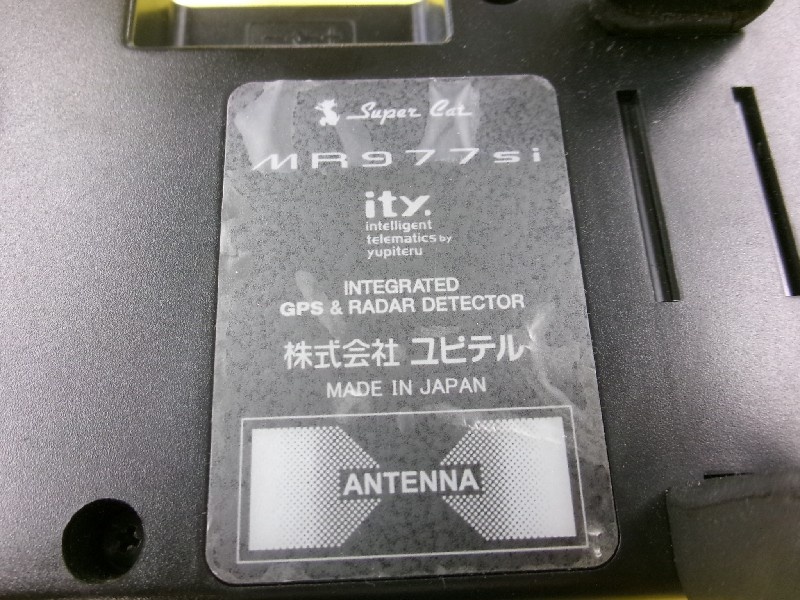 Super Cat
MR977si
ity.
intelligent
telematics by
yupiteru
INTEGRATED
GPS & RADAR DETECTOR
株式会社 ユピテル
MADE IN JAPAN
ANTENNA